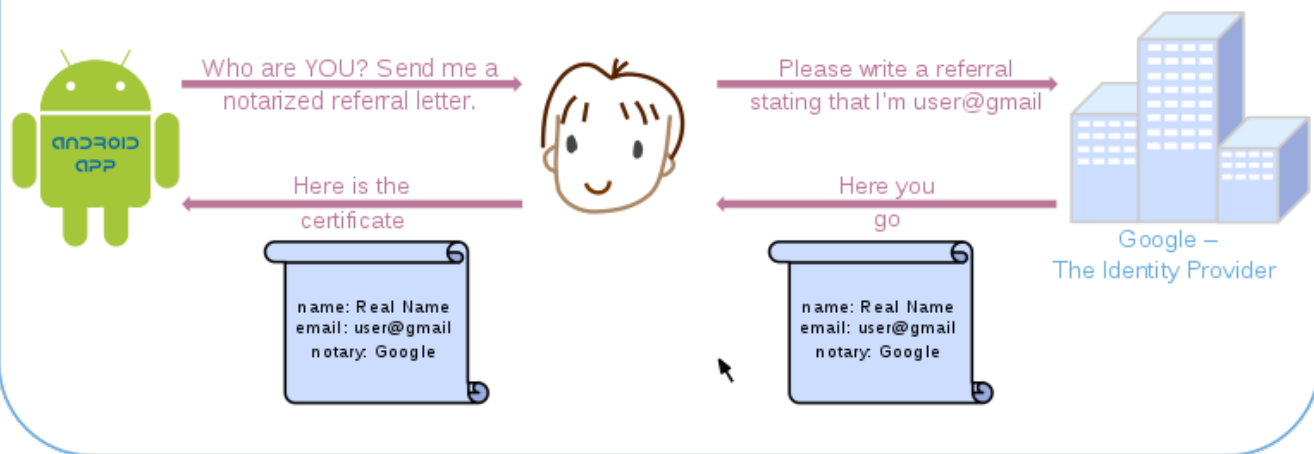 Who are YOU? Send me a
notarized referral letter.
Please write a referral
stating that I'm user@gmail
ANDROID
APP
Here is the
certificate
Here you
go
Google –
The Identity Provider
name: Real Name
email: user@gmail
notary: Google
name: Real Name
email: user@gmail
notary: Google